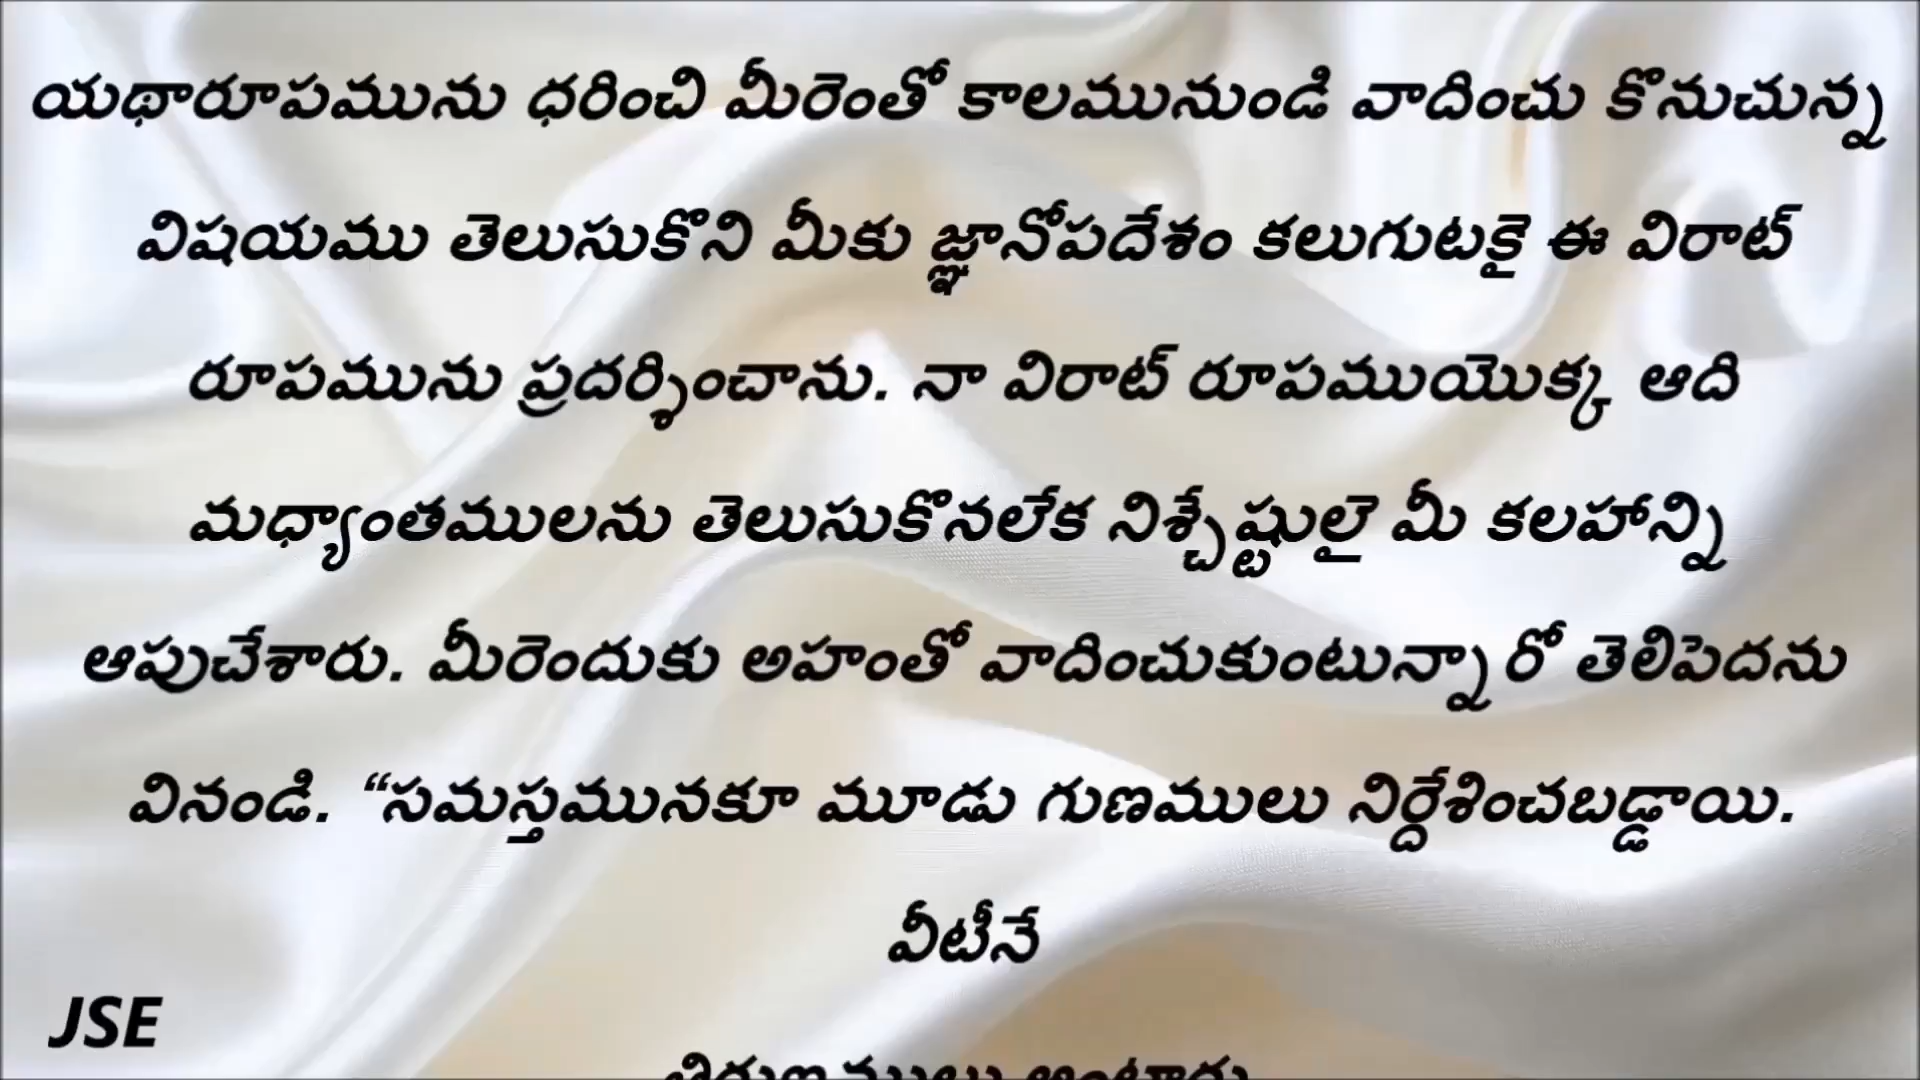 యథారూపమును ధరించి మీరెంతో కాలమునుండి వాదించు కొనుచున్న
విషయము తెలుసుకొని మీకు జ్ఞానోపదేశం కలుగుటకై ఈ విరాట్
రూపమును ప్రదర్శించాను. నా విరాట్ రూపముయొక్క ఆది
మధ్యాంతములను తెలుసుకొనలేక నిశ్చేష్టులై మీ కలహాన్ని
ఆపుచేశారు. మీరెందుకు అహంతో వాదించుకుంటున్నా రో తెలిపెదను
వినండి. “సమస్తమునకూ మూడు గుణములు నిర్దేశించబడ్డాయి.
వీటినే
JSE